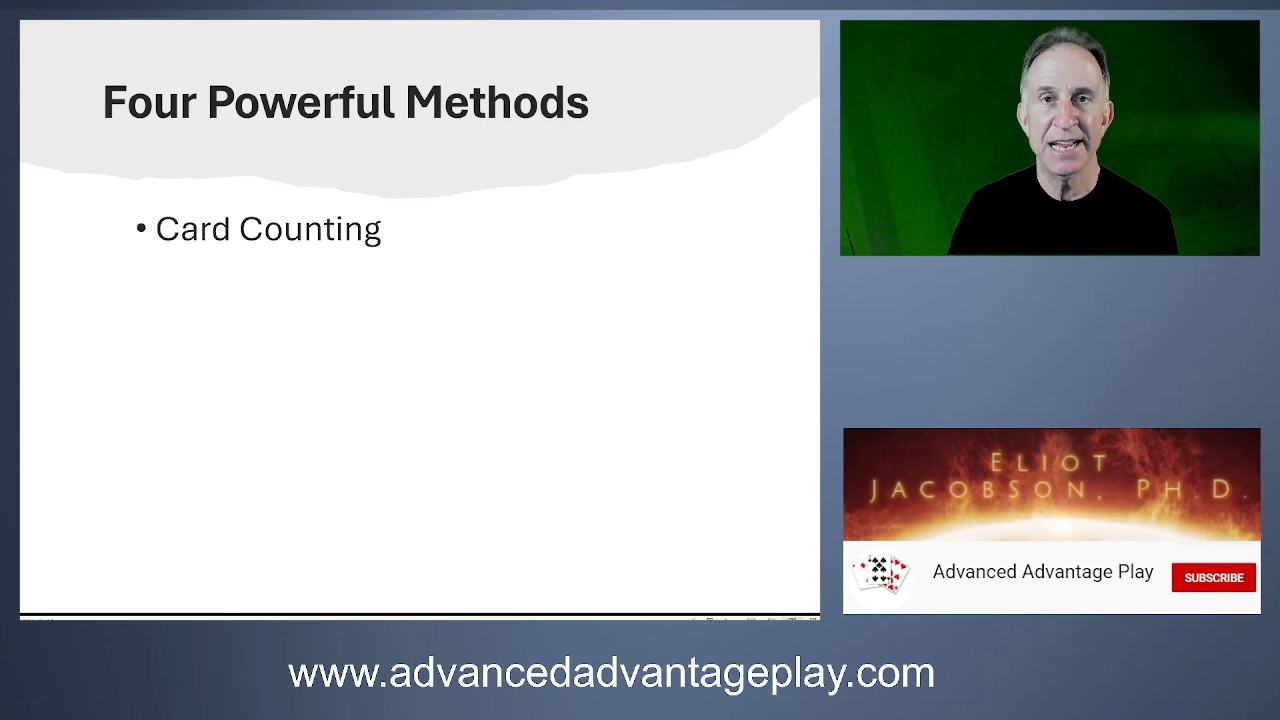 Four Powerful Methods
• Card Counting
ELIOT
JACOBSON, PH.D.
Advanced Advantage Play
SUBSCRIBE
www.advancedadvantageplay.com